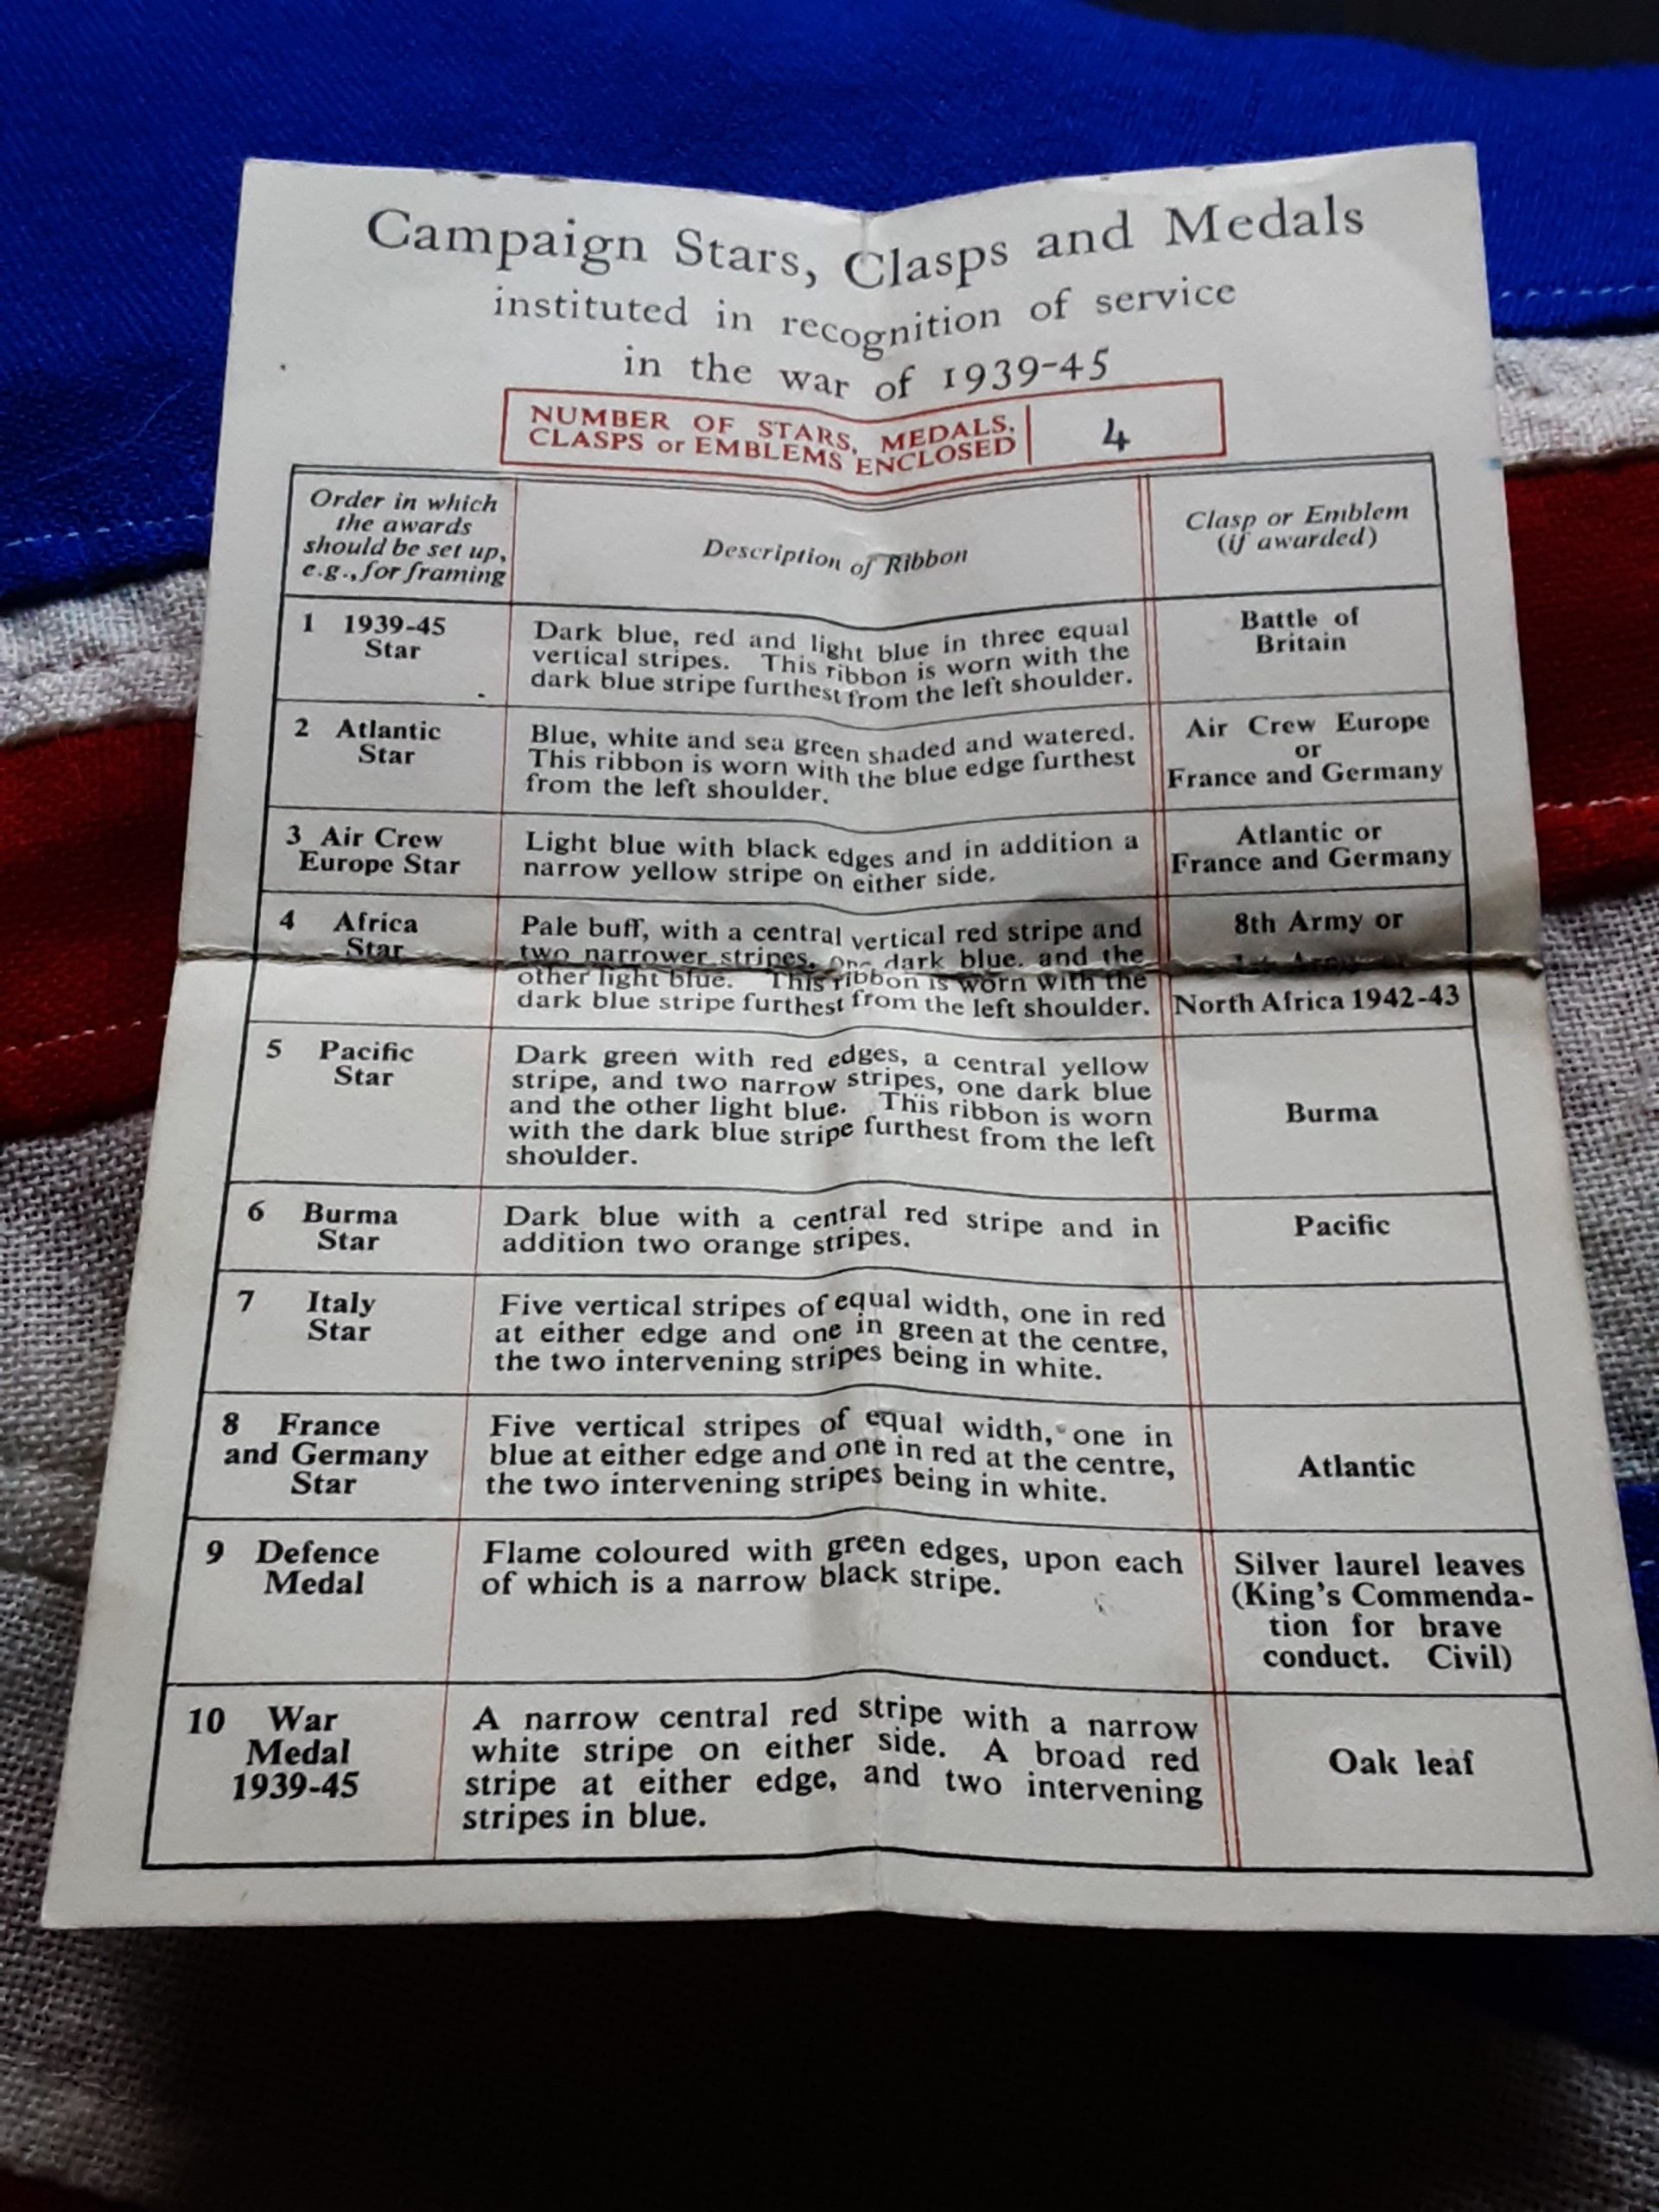 Campaign Stars, Clasps and Medals
instituted in recognition of service
in the war of 1939-45
NUMBER OF STARS, MEDALS,
CLASPS or EMBLEMS ENCLOSED
4
Order in which
the awards
should be set up,
e.g., for framing
Description of Ribbon
Clasp or Emblem
(if awarded)
1 1939-45
Star
Dark blue, red and light blue in three equal
vertical stripes. This ribbon is worn with the
dark blue stripe furthest from the left shoulder.
Battle of
Britain
2 Atlantic
Star
Blue, white and sea green shaded and watered.
This ribbon is worn with the blue edge furthest
from the left shoulder.
Air Crew Europe
or
France and Germany
3 Air Crew
Europe Star
Light blue with black edges and in addition a
narrow yellow stripe on either side.
Atlantic or
France and Germany
4 Africa
Star
Pale buff, with a central vertical red stripe and
two narrower stripes, one dark blue, and the
other light blue. This ribbon is worn with the
dark blue stripe furthest from the left shoulder.
8th Army or
1st Army or
North Africa 1942-43
5 Pacific
Star
Dark green with red edges, a central yellow
stripe, and two narrow stripes, one dark blue
and the other light blue. This ribbon is worn
with the dark blue stripe furthest from the left
shoulder.
Burma
6 Burma
Star
Dark blue with a central red stripe and in
addition two orange stripes.
Pacific
7 Italy
Star
Five vertical stripes of equal width, one in red
at either edge and one in green at the centre,
the two intervening stripes being in white.
8 France
and Germany
Star
Five vertical stripes of equal width, one in
blue at either edge and one in red at the centre,
the two intervening stripes being in white.
Atlantic
9 Defence
Medal
Flame coloured with green edges, upon each
of which is a narrow black stripe.
Silver laurel leaves
(King's Commenda-
tion for brave
conduct. Civil)
10 War
Medal
1939-45
A narrow central red stripe with a narrow
white stripe on either side. A broad red
stripe at either edge, and two intervening
stripes in blue.
Oak leaf